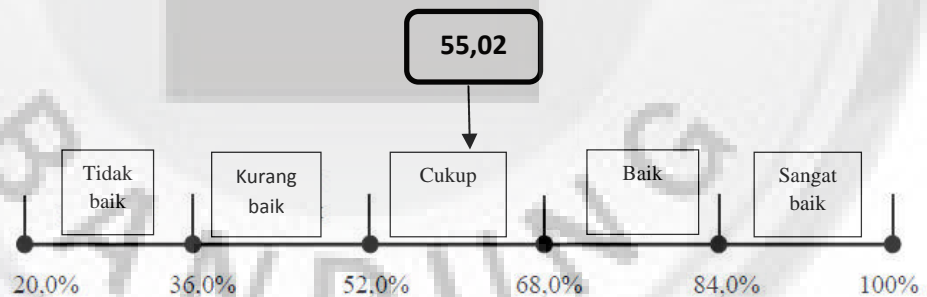 55,02
Tidak
baik
Kurang
baik
Cukup
Baik
Sangat
baik
20,0%
36,0%
52,0%
68,0%
84,0%
100%